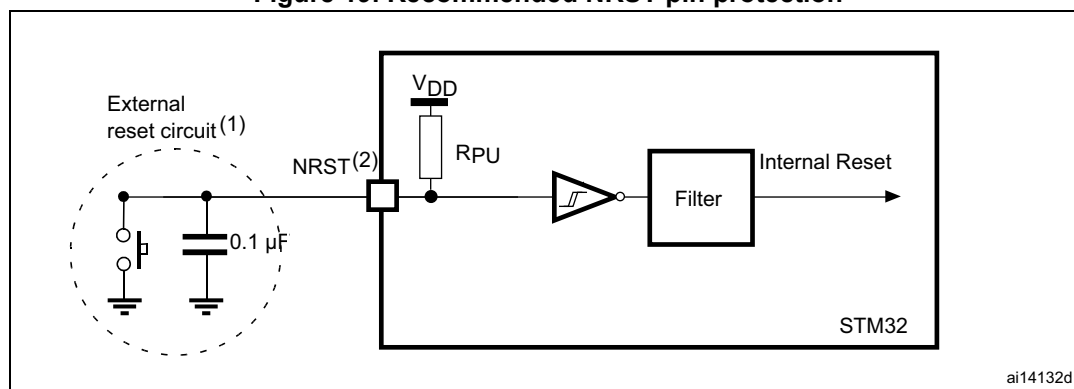 Figure 40. Recommended NRST pin protection
VDD
External
reset circuit(1)
NRST(2)
RPU
Internal Reset
Filter
0.1 µF
STM32
ai14132d